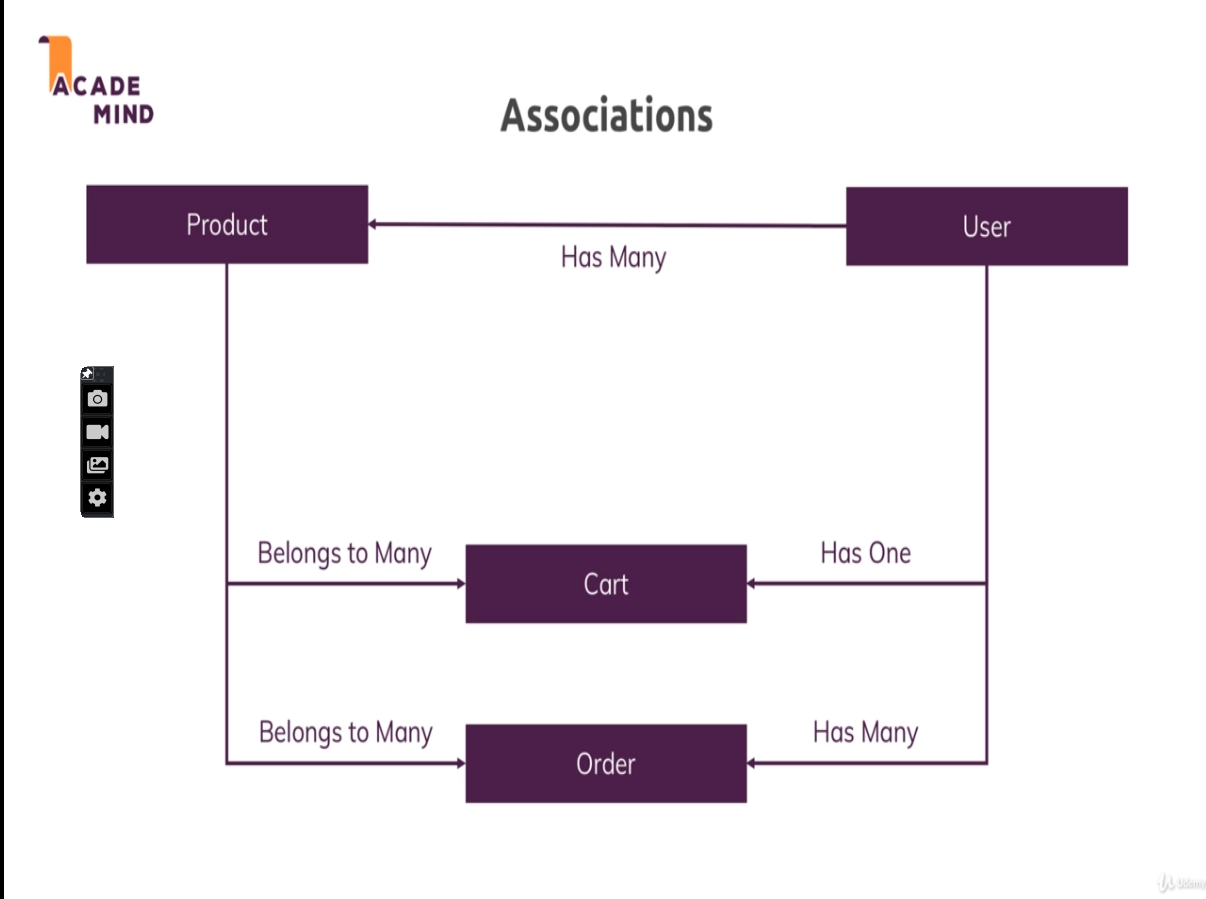 ACADE
MIND
Associations
Product
User
Has Many
Belongs to Many
Has One
Cart
Belongs to Many
Has Many
Order
Udemy